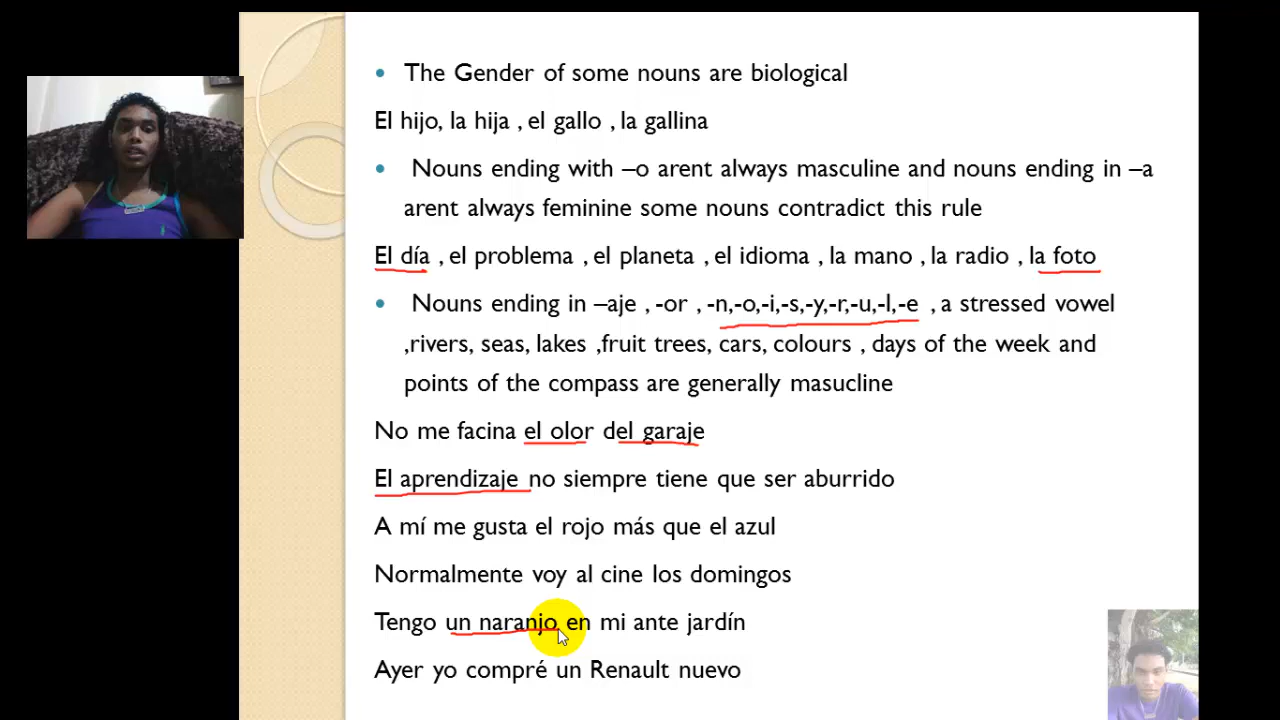 The Gender of some nouns are biological
El hijo, la hija , el gallo , la gallina
Nouns ending with –o arent always masculine and nouns ending in –a
arent always feminine some nouns contradict this rule
El día , el problema , el planeta , el idioma , la mano , la radio , la foto
Nouns ending in –aje , -or , -n,-o,-i,-s,-y,-r,-u,-l,-e , a stressed vowel
,rivers, seas, lakes ,fruit trees, cars, colours , days of the week and
points of the compass are generally masucline
No me facina el olor del garaje
El aprendizaje no siempre tiene que ser aburrido
A mí me gusta el rojo más que el azul
Normalmente voy al cine los domingos
Tengo un naranjo en mi ante jardín
Ayer yo compré un Renault nuevo